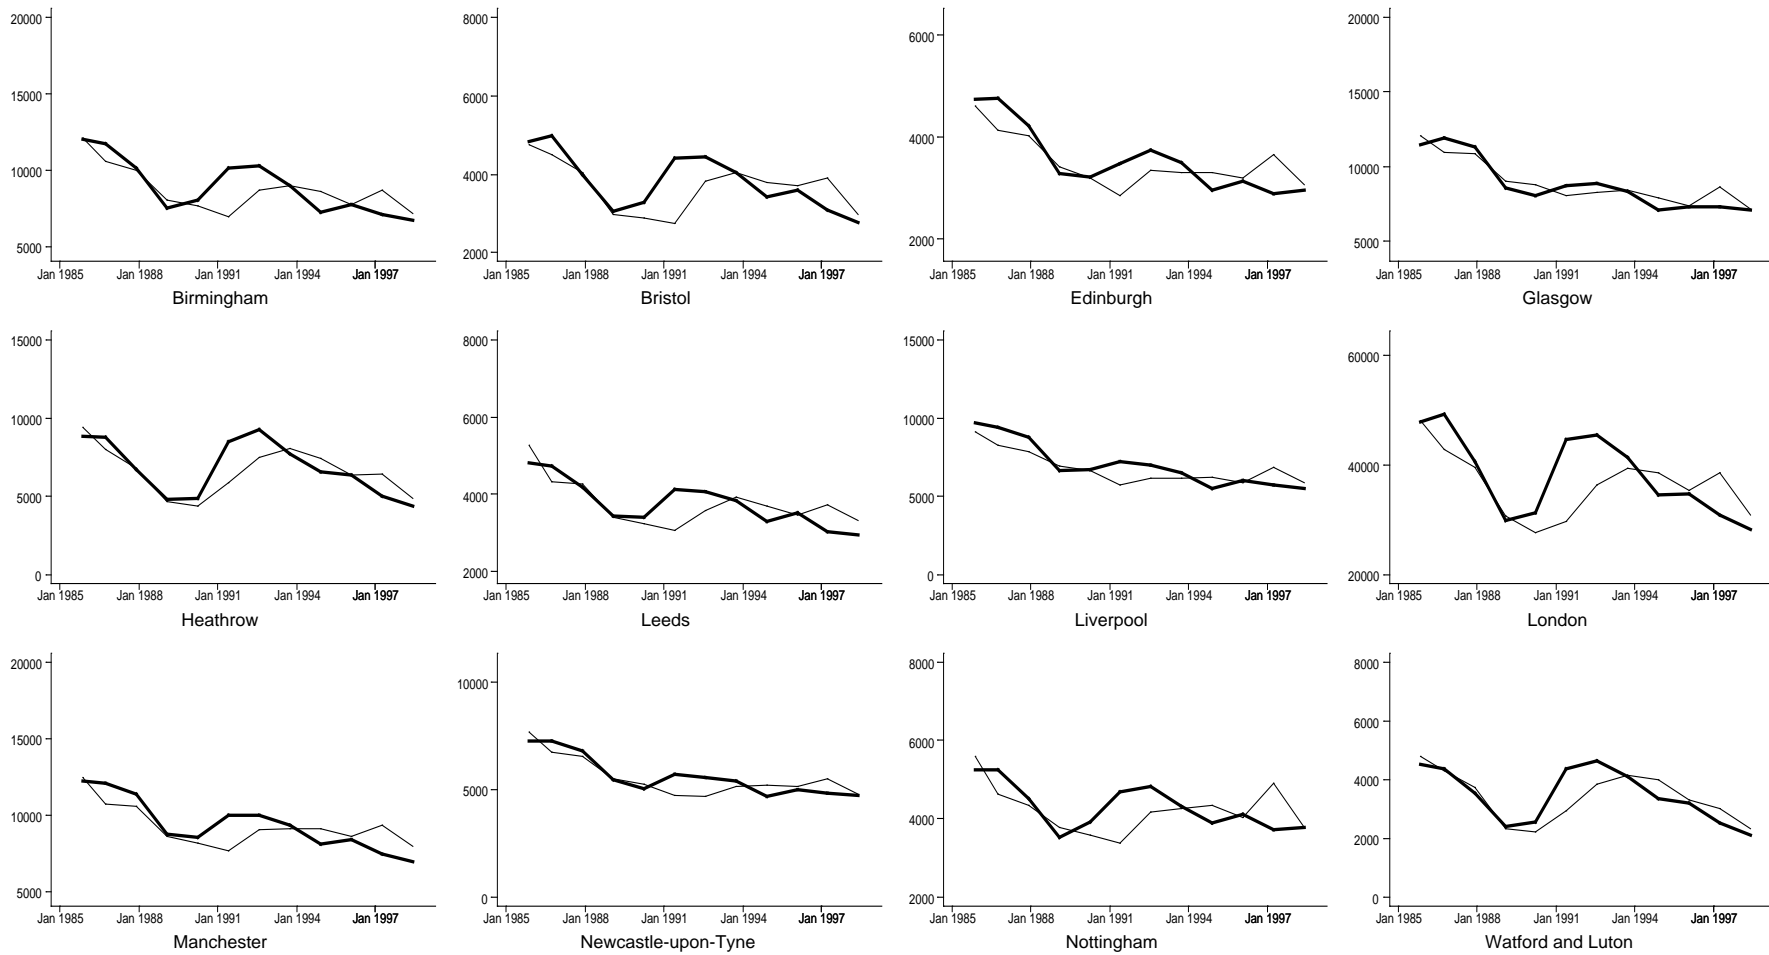 20000
15000
10000
5000
Jan 1985 Jan 1988 Jan 1991 Jan 1994 Jan 1997
Birmingham
8000
6000
4000
2000
Jan 1985 Jan 1988 Jan 1991 Jan 1994 Jan 1997
Bristol
6000
4000
2000
Jan 1985 Jan 1988 Jan 1991 Jan 1994 Jan 1997
Edinburgh
20000
15000
10000
5000
Jan 1985 Jan 1988 Jan 1991 Jan 1994 Jan 1997
Glasgow
15000
10000
5000
0
Jan 1985 Jan 1988 Jan 1991 Jan 1994 Jan 1997
Heathrow
8000
6000
4000
2000
Jan 1985 Jan 1988 Jan 1991 Jan 1994 Jan 1997
Leeds
15000
10000
5000
0
Jan 1985 Jan 1988 Jan 1991 Jan 1994 Jan 1997
Liverpool
60000
40000
20000
Jan 1985 Jan 1988 Jan 1991 Jan 1994 Jan 1997
London
20000
15000
10000
5000
Jan 1985 Jan 1988 Jan 1991 Jan 1994 Jan 1997
Manchester
10000
5000
0
Jan 1985 Jan 1988 Jan 1991 Jan 1994 Jan 1997
Newcastle-upon-Tyne
8000
6000
4000
2000
Jan 1985 Jan 1988 Jan 1991 Jan 1994 Jan 1997
Nottingham
8000
6000
4000
2000
0
Jan 1985 Jan 1988 Jan 1991 Jan 1994 Jan 1997
Watford and Luton